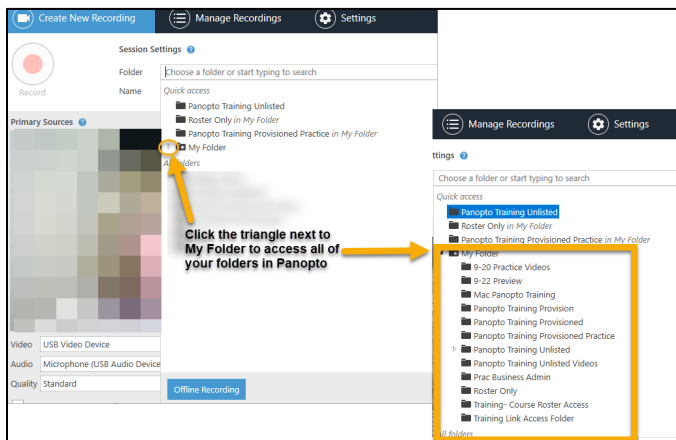 Create New Recording
Manage Recordings
Settings
Session Settings
Folder
Choose a folder or start typing to search
Record
Name
Quick access
Panopto Training Unlisted
Primary Sources
Roster Only in My Folder
Panopto Training Provisioned Practice in My Folder
My Folder
All folders
Click the triangle next to
My Folder to access all of
your folders in Panopto
Video
USB Video Device
Audio
Microphone (USB Audio Device
Quality
Standard
Offline Recording
Manage Recordings
Settings
ttings
Choose a folder or start typing to search
Quick access
Panopto Training Unlisted
Roster Only in My Folder
Panopto Training Provisioned Practice in My Folder
My Folder
9-20 Practice Videos
9-22 Preview
Mac Panopto Training
Panopto Training Provision
Panopto Training Provisioned
Panopto Training Provisioned Practice
Panopto Training Unlisted
Panopto Training Unlisted Videos
Prac Business Admin
Roster Only
Training- Course Roster Access
Training Link Access Folder
All folders